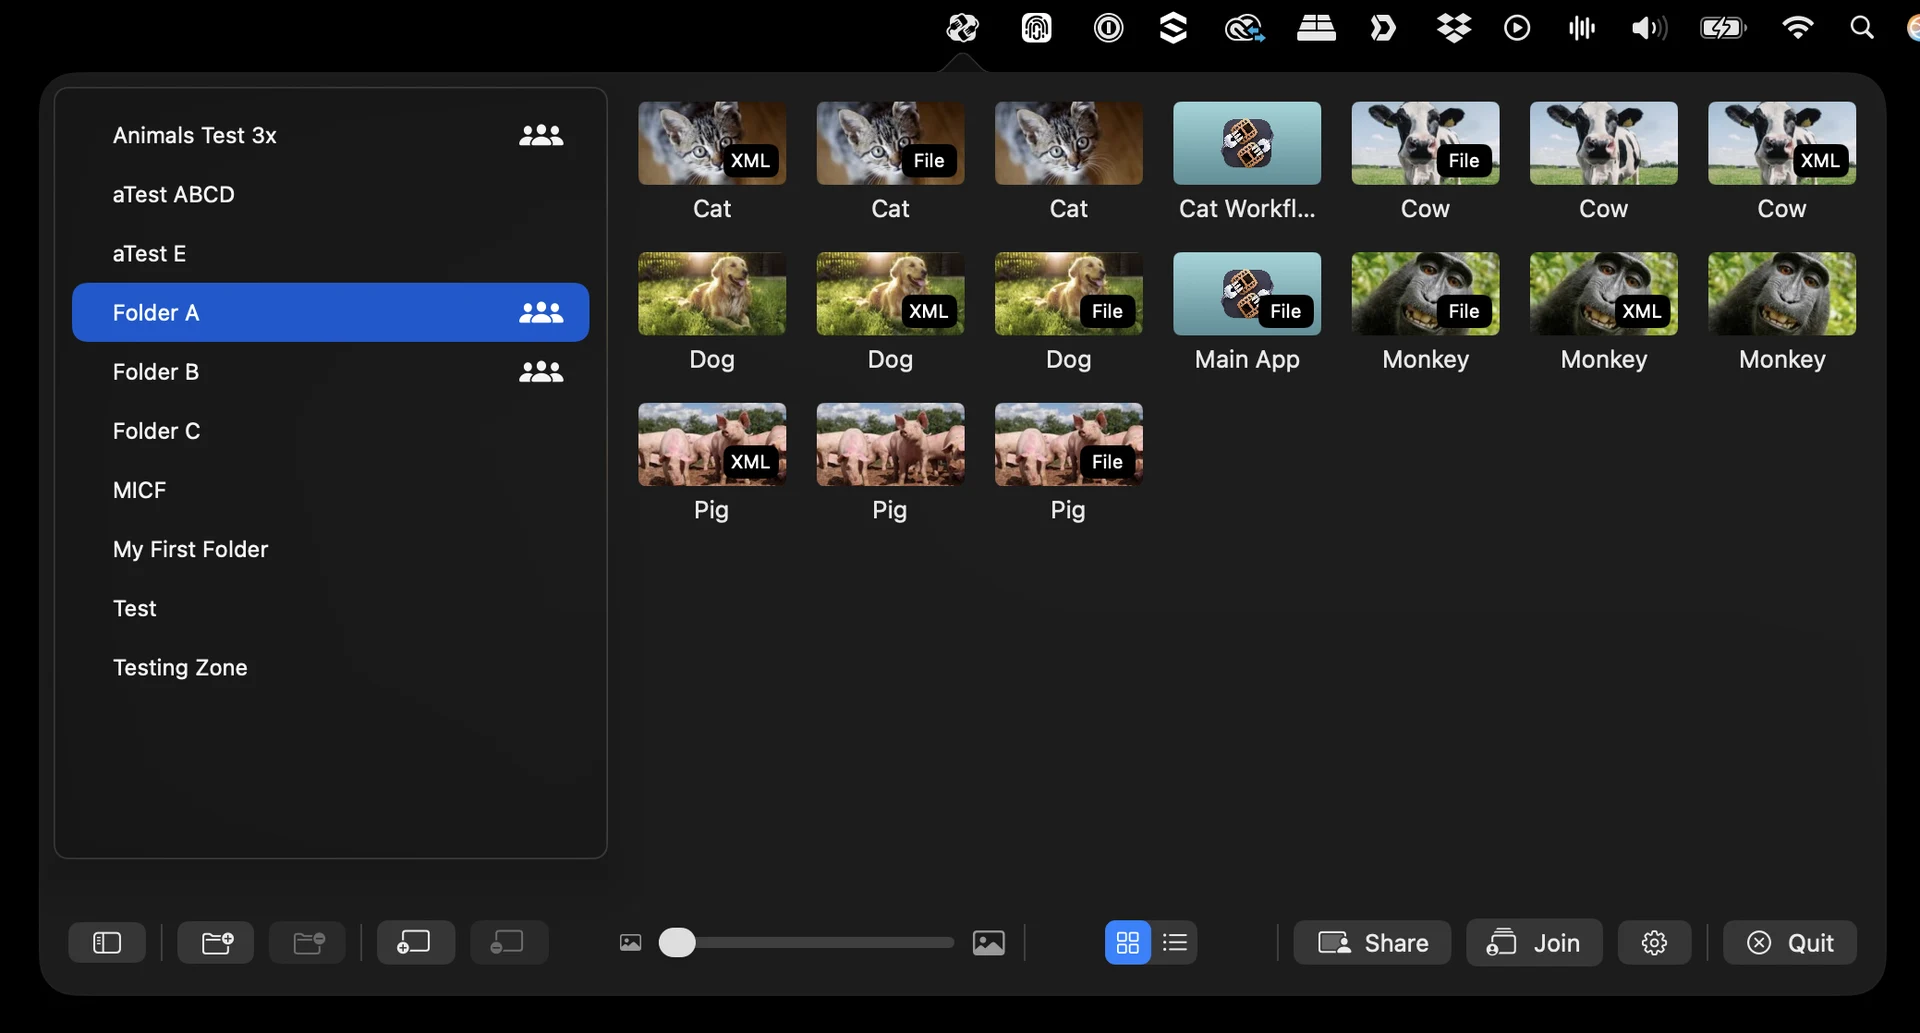 Animals Test 3x
aTest ABCD
aTest E
Folder A
Folder B
Folder C
MICF
My First Folder
Test
Testing Zone
XML File File XML
Cat Cat Cat Cat Workfl... Cow Cow Cow
XML File File File XML
Dog Dog Dog Main App Monkey Monkey Monkey
XML File
Pig Pig Pig
Share Join Quit